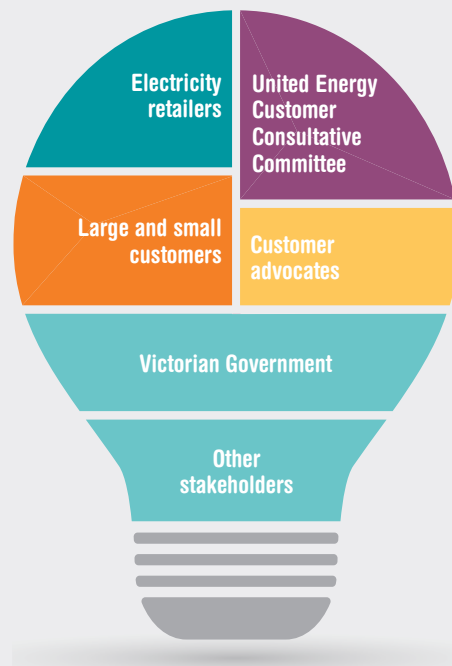 Electricity
retailers
United Energy
Customer
Consultative
Committee
Large and small
customers
Customer
advocates
Victorian Government
Other
stakeholders